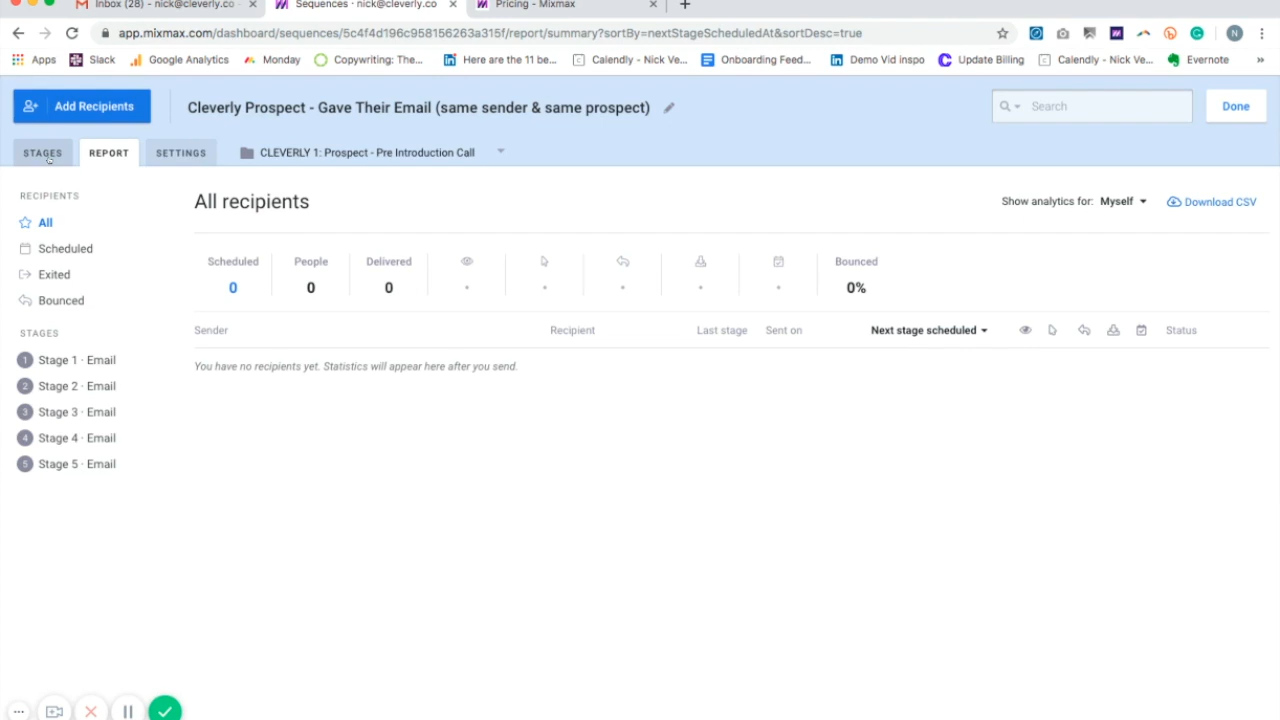 Inbox (28) - nick@cleverly.co
Sequences · nick@cleverly.co
Pricing - Mixmax
app.mixmax.com/dashboard/sequences/5c4f4d196c958156263a315f/report/summary?sortBy=nextStageScheduledAt&sortDesc=true
N
Apps
Slack
Google Analytics
Monday
Copywriting: The...
Here are the 11 be...
Calendly - Nick Ve...
Onboarding Feed...
Demo Vid inspo
Update Billing
Calendly - Nick Ve...
Evernote
»
Add Recipients
Cleverly Prospect - Gave Their Email (same sender & same prospect)
Search
Done
STAGES
REPORT
SETTINGS
CLEVERLY 1: Prospect - Pre Introduction Call
RECIPIENTS
All
Scheduled
Exited
Bounced
STAGES
1 Stage 1 · Email
2 Stage 2 · Email
3 Stage 3 · Email
4 Stage 4 · Email
5 Stage 5 · Email
All recipients
Show analytics for: Myself
Download CSV
Scheduled People Delivered Bounced
0 0 0 • • • • • 0%
Sender Recipient Last stage Sent on Next stage scheduled Status
You have no recipients yet. Statistics will appear here after you send.